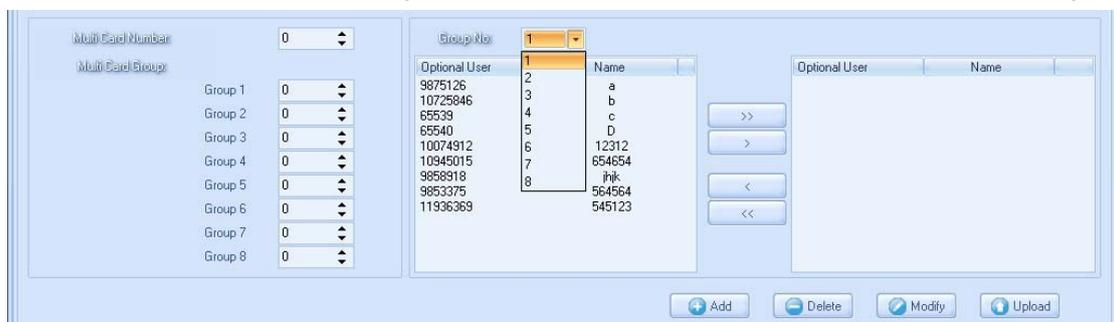 Multi Card Number: 0 Group No: 1
Multi Card Group: Optional User Name Optional User Name
1
2
3
4
5
6
7
8
Group 1 0
Group 2 0
Group 3 0
Group 4 0
Group 5 0
Group 6 0
Group 7 0
Group 8 0
9875126 a
10725846 b
65539 c
65540 D
10074912 12312
10945015 654654
9858918 jhjk
9853375 564564
11936369 545123
>>
>
<
<<
Add Delete Modify Upload